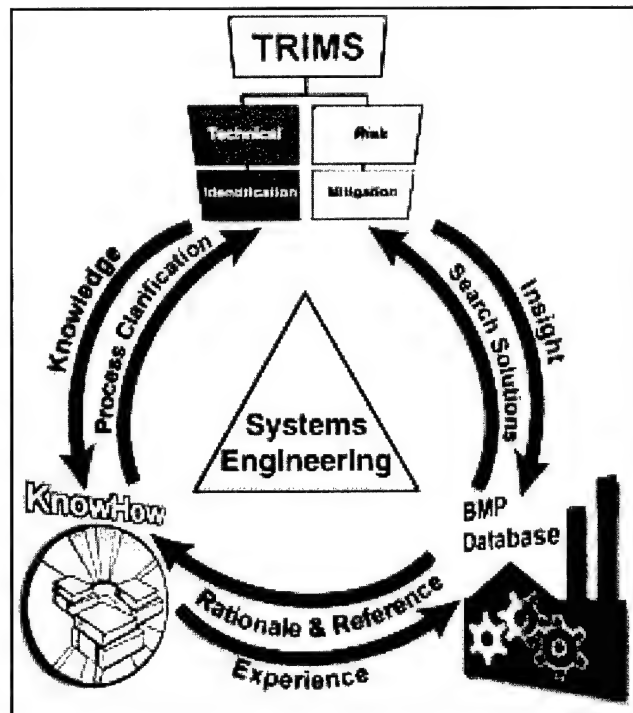 TRIMS
Technical
Risk
Identification
Mitigation
Knowledge
Process Clarification
Insight
Search Solutions
Systems
Engineering
KnowHow
BMP
Database
Rationale & Reference
Experience